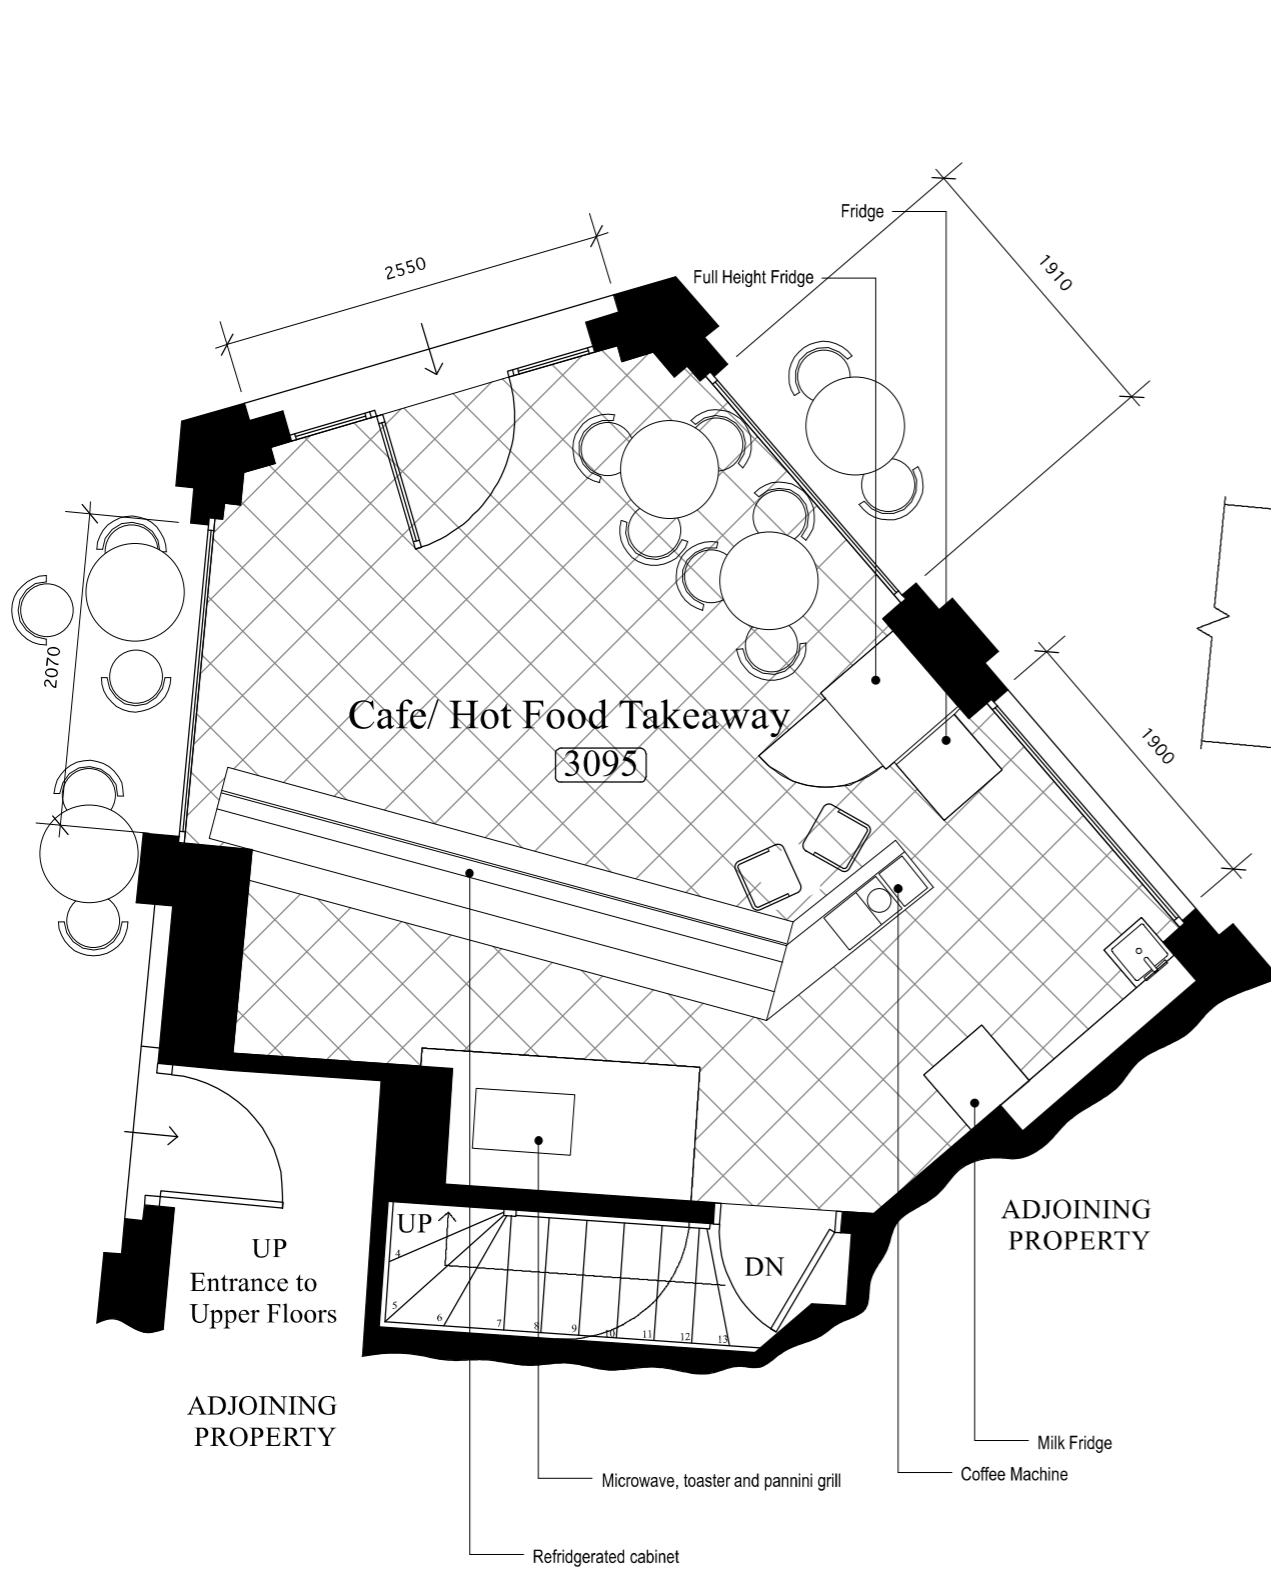 Fridge
2550
1910
Full Height Fridge
2070
Cafe/ Hot Food Takeaway
3095
1900
UP
DN
4
5
6
7
8
9
10
11
12
13
ADJOINING
PROPERTY
UP
Entrance to
Upper Floors
ADJOINING
PROPERTY
Milk Fridge
Coffee Machine
Microwave, toaster and pannini grill
Refridgerated cabinet